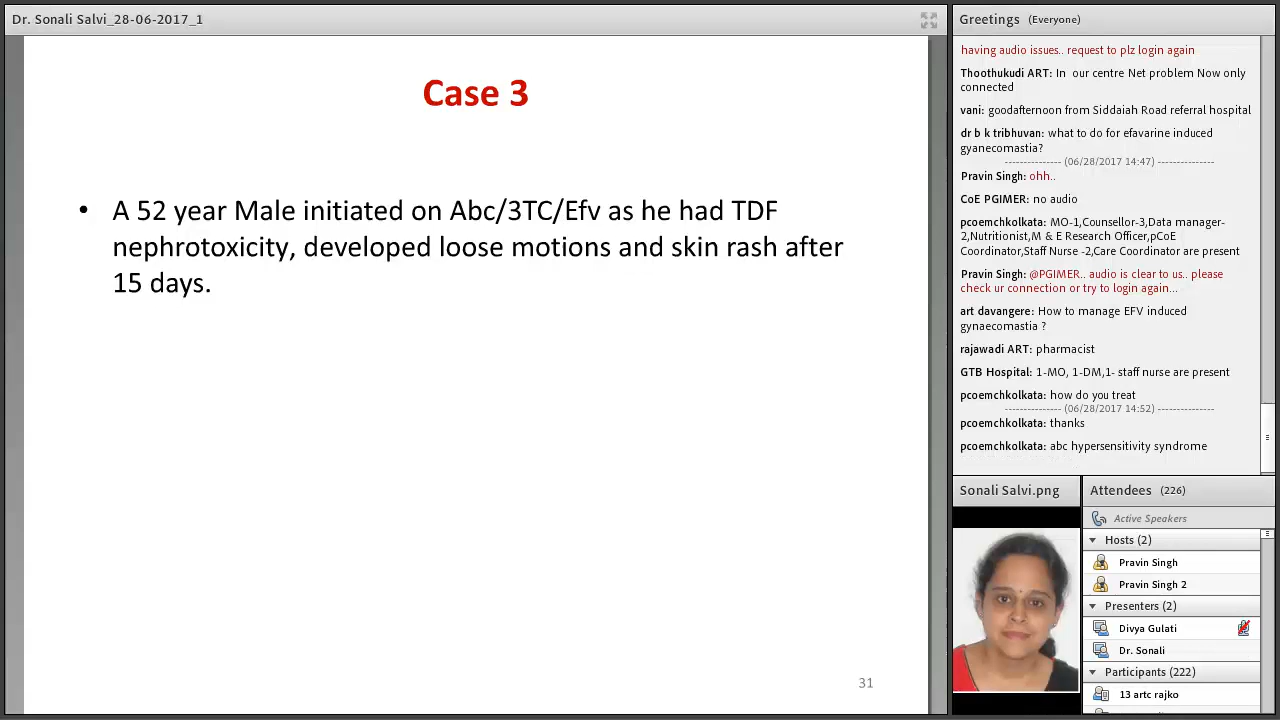 Dr. Sonali Salvi_28-06-2017_1
Case 3
• A 52 year Male initiated on Abc/3TC/Efv as he had TDF
nephrotoxicity, developed loose motions and skin rash after
15 days.
31
Greetings (Everyone)
having audio issues.. request to plz login again
Thoothukudi ART: In our centre Net problem Now only
connected
vani: goodafternoon from Siddaiah Road referral hospital
dr b k tribhuvan: what to do for efavarine induced
gyanecomastia?
--------------- (06/28/2017 14:47) ---------------
Pravin Singh: ohh..
CoE PGIMER: no audio
pcoemchkolkata: MO-1,Counsellor-3,Data manager-
2,Nutritionist,M & E Research Officer,pCoE
Coordinator,Staff Nurse -2,Care Coordinator are present
Pravin Singh: @PGIMER.. audio is clear to us.. please
check ur connection or try to login again...
art davangere: How to manage EFV induced
gynaecomastia ?
rajawadi ART: pharmacist
GTB Hospital: 1-MO, 1-DM,1- staff nurse are present
pcoemchkolkata: how do you treat
--------------- (06/28/2017 14:52) ---------------
pcoemchkolkata: thanks
pcoemchkolkata: abc hypersensitivity syndrome
Sonali Salvi.png
Attendees (226)
Active Speakers
Hosts (2)
Pravin Singh
Pravin Singh 2
Presenters (2)
Divya Gulati
Dr. Sonali
Participants (222)
13 artc rajko